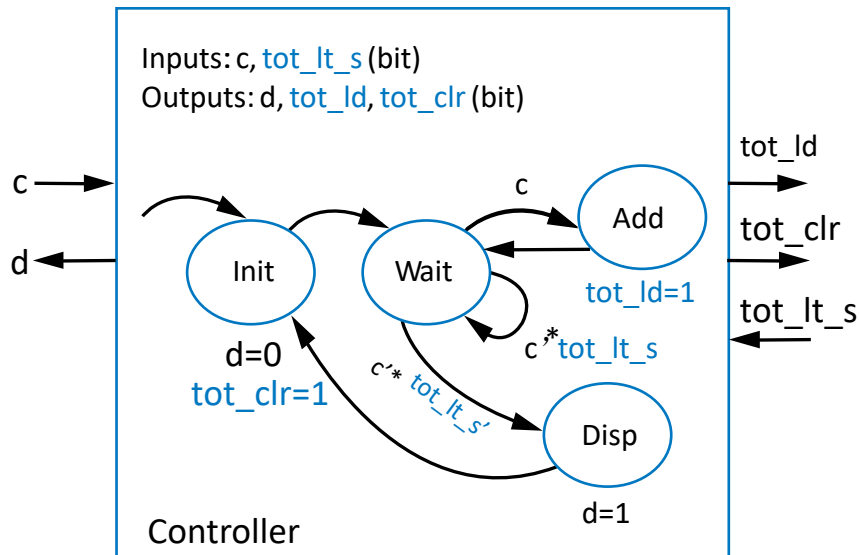 Inputs: c, tot_lt_s (bit)
Outputs: d, tot_ld, tot_clr (bit)
c
d
tot_ld
tot_clr
tot_lt_s
c
Add
Init
Wait
tot_ld=1
d=0
tot_clr=1
c’*tot_lt_s
c’* tot_lt_s’
Disp
d=1
Controller